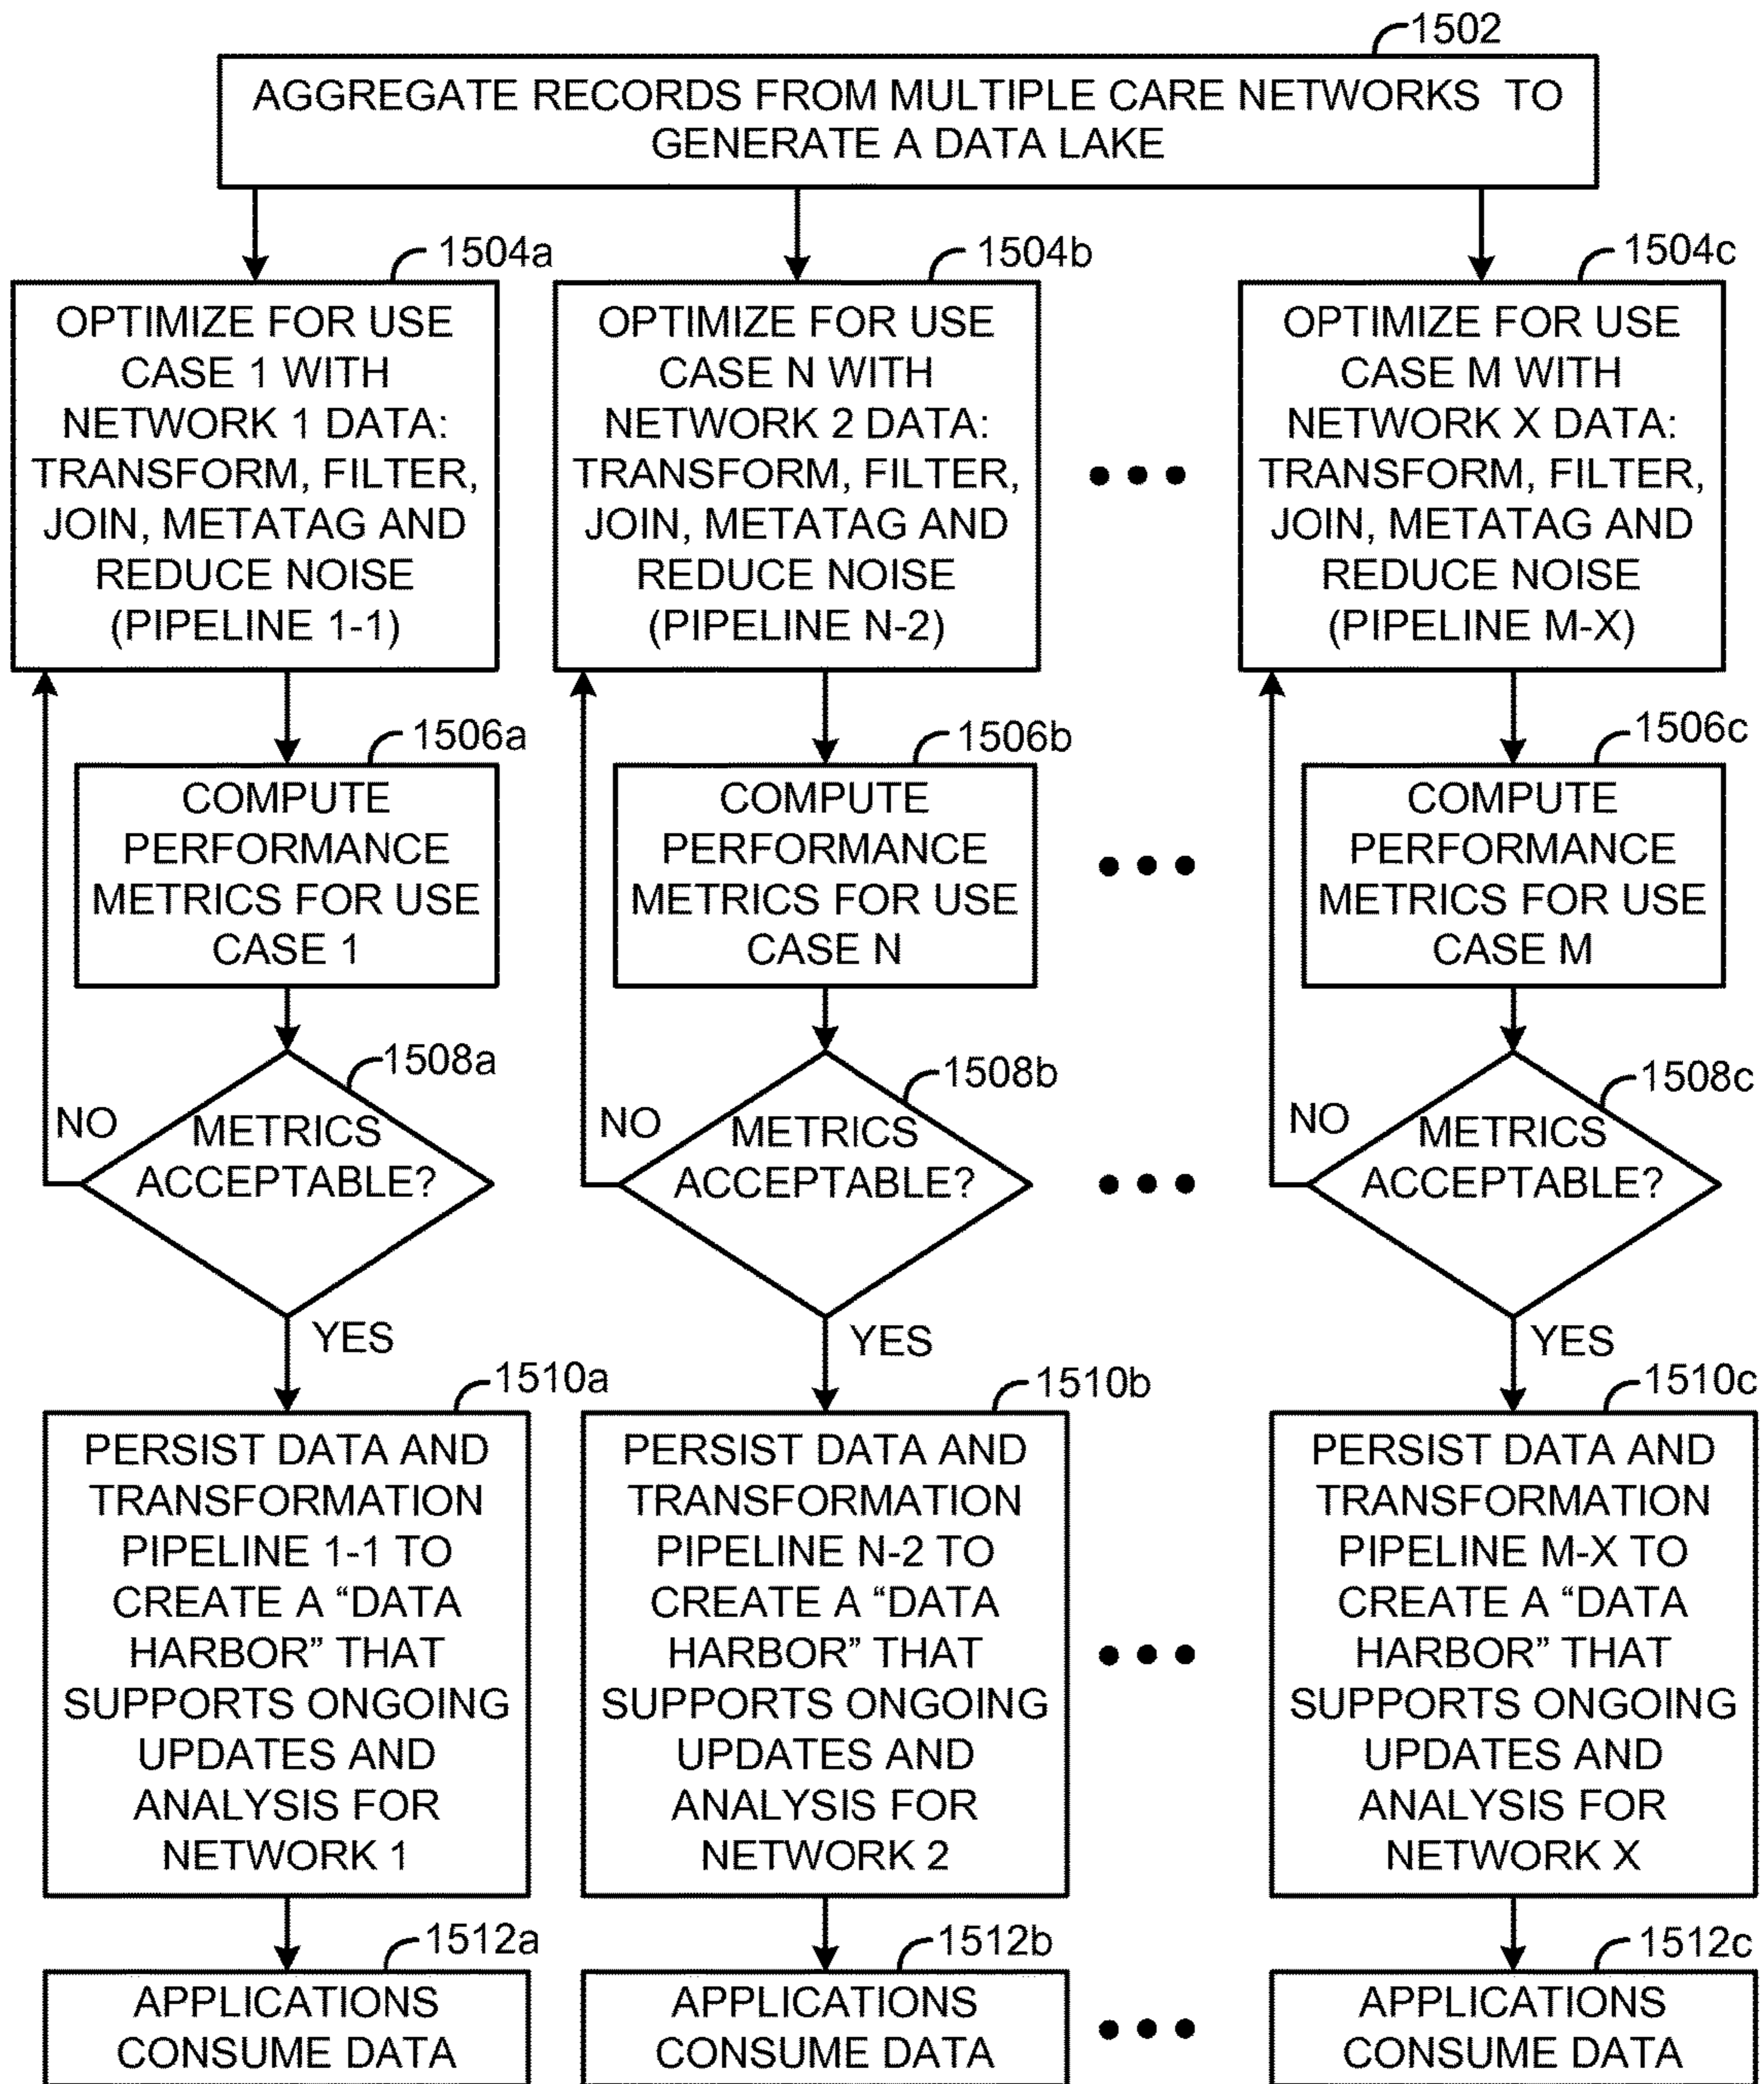 1502
AGGREGATE RECORDS FROM MULTIPLE CARE NETWORKS TO
GENERATE A DATA LAKE
1504a
OPTIMIZE FOR USE
CASE 1 WITH
NETWORK 1 DATA:
TRANSFORM, FILTER,
JOIN, METATAG AND
REDUCE NOISE
(PIPELINE 1-1)
1504b
OPTIMIZE FOR USE
CASE N WITH
NETWORK 2 DATA:
TRANSFORM, FILTER,
JOIN, METATAG AND
REDUCE NOISE
(PIPELINE N-2)
1504c
OPTIMIZE FOR USE
CASE M WITH
NETWORK X DATA:
TRANSFORM, FILTER,
JOIN, METATAG AND
REDUCE NOISE
(PIPELINE M-X)
1506a
COMPUTE
PERFORMANCE
METRICS FOR USE
CASE 1
1506b
COMPUTE
PERFORMANCE
METRICS FOR USE
CASE N
1506c
COMPUTE
PERFORMANCE
METRICS FOR USE
CASE M
1508a
NO
METRICS
ACCEPTABLE?
YES
1508b
NO
METRICS
ACCEPTABLE?
YES
1508c
NO
METRICS
ACCEPTABLE?
YES
1510a
PERSIST DATA AND
TRANSFORMATION
PIPELINE 1-1 TO
CREATE A “DATA
HARBOR” THAT
SUPPORTS ONGOING
UPDATES AND
ANALYSIS FOR
NETWORK 1
1510b
PERSIST DATA AND
TRANSFORMATION
PIPELINE N-2 TO
CREATE A “DATA
HARBOR” THAT
SUPPORTS ONGOING
UPDATES AND
ANALYSIS FOR
NETWORK 2
1510c
PERSIST DATA AND
TRANSFORMATION
PIPELINE M-X TO
CREATE A “DATA
HARBOR” THAT
SUPPORTS ONGOING
UPDATES AND
ANALYSIS FOR
NETWORK X
1512a
APPLICATIONS
CONSUME DATA
1512b
APPLICATIONS
CONSUME DATA
1512c
APPLICATIONS
CONSUME DATA